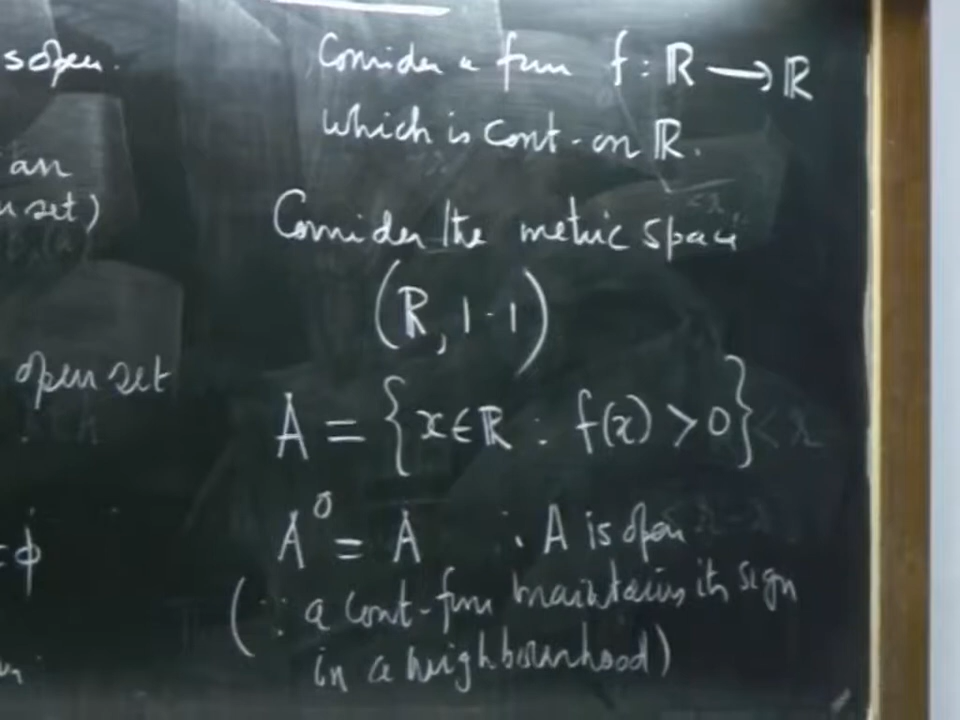 s open.
an
n set)
open set
= ϕ
Consider a fun f : ℝ ⟶ ℝ
which is cont- on ℝ.
Consider the metric space
(ℝ, |·|)
A = {x ∈ ℝ : f(x) > 0}
A⁰ = A ∴ A is open
(∵ a cont-fun maintains its sign
in a neighbourhood)